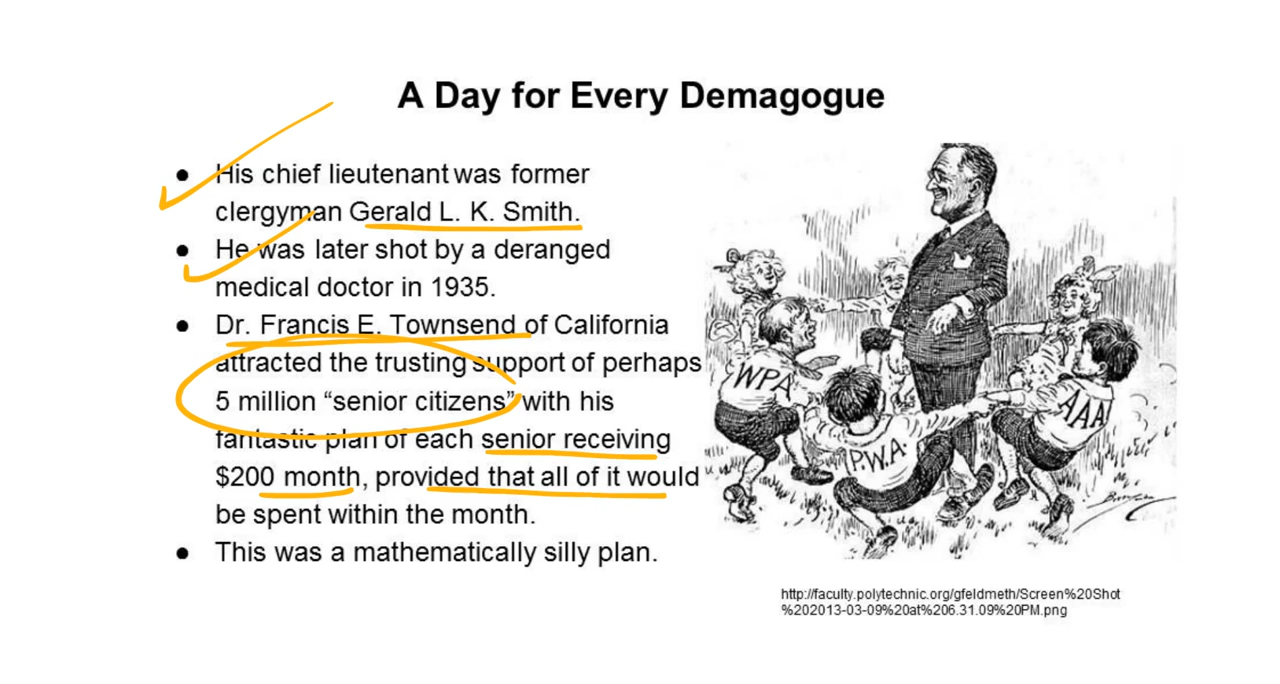 A Day for Every Demagogue
● His chief lieutenant was former
clergyman Gerald L. K. Smith.
● He was later shot by a deranged
medical doctor in 1935.
● Dr. Francis E. Townsend of California
attracted the trusting support of perhaps
5 million “senior citizens” with his
fantastic plan of each senior receiving
$200 month, provided that all of it would
be spent within the month.
● This was a mathematically silly plan.
WPA
P.W.A.
AAA
http://faculty.polytechnic.org/gfeldmeth/Screen%20Shot
%202013-03-09%20at%206.31.09%20PM.png